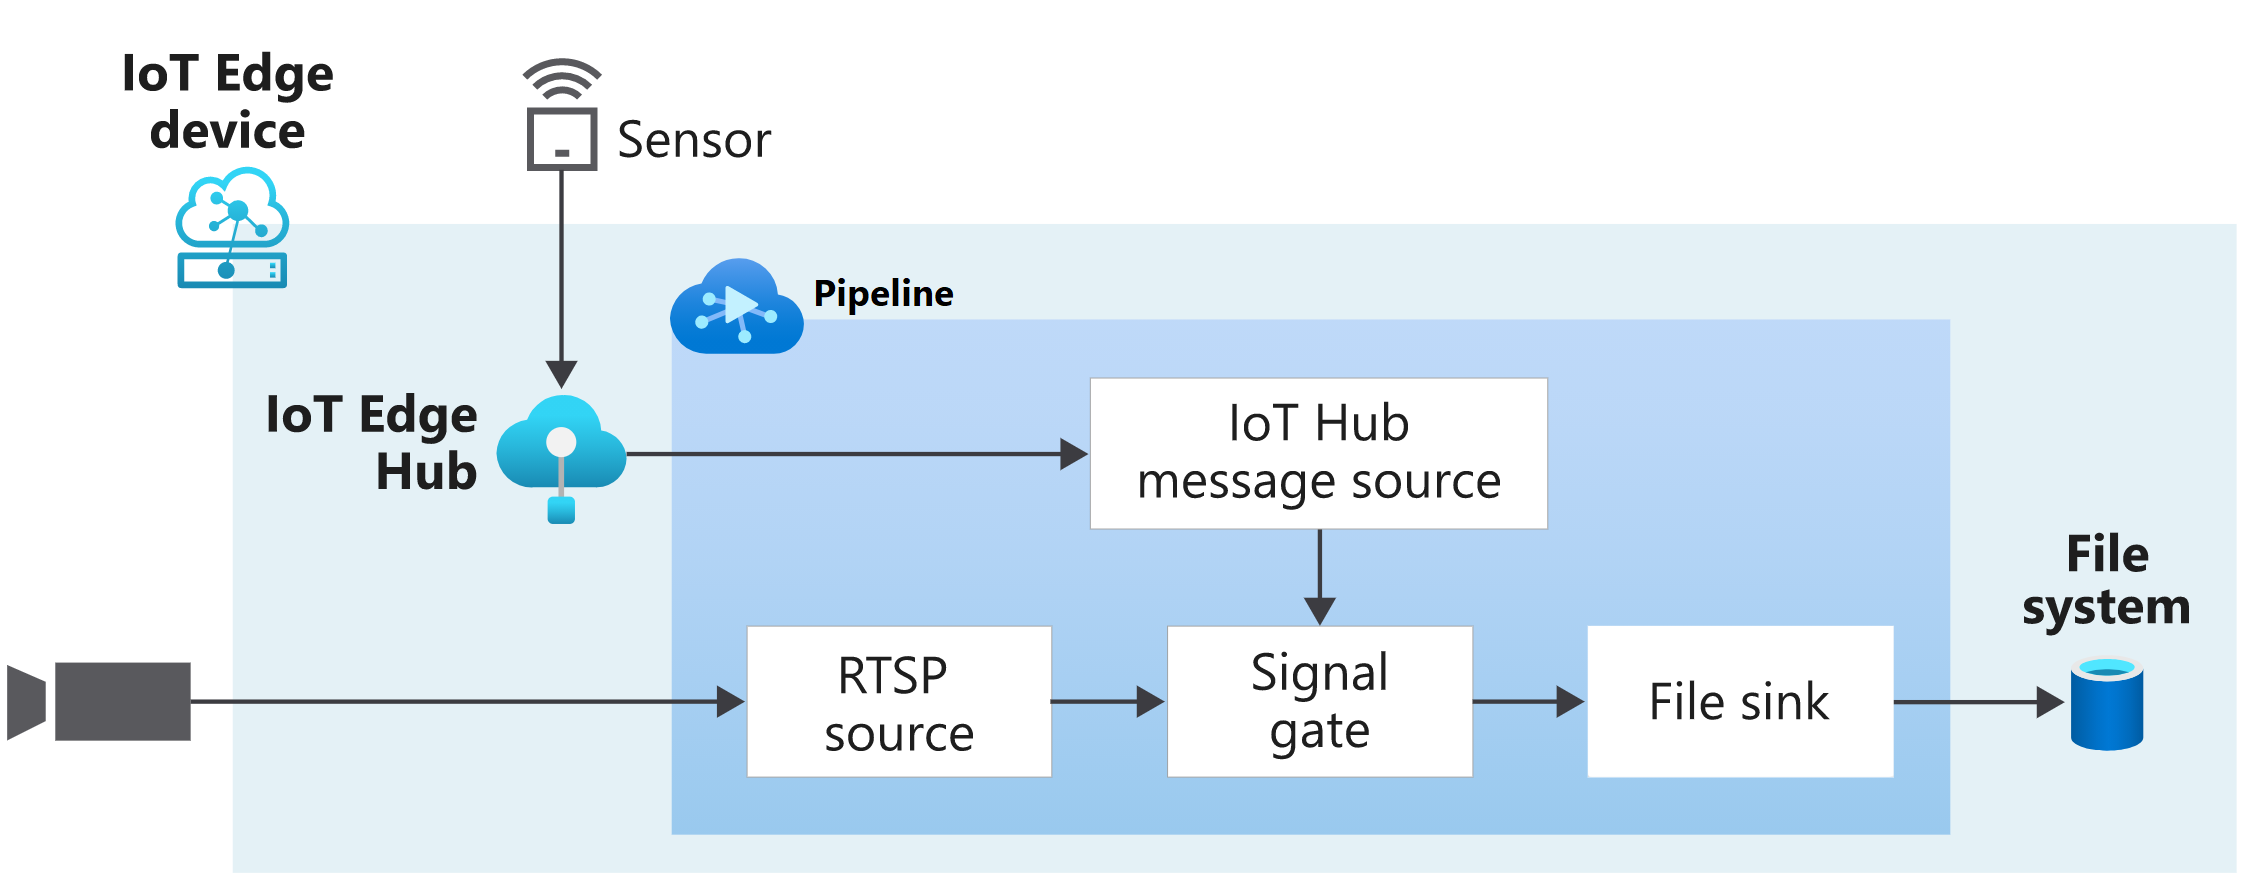 IoT Edge
device
Sensor
Pipeline
IoT Edge
Hub
IoT Hub
message source
RTSP
source
Signal
gate
File sink
File
system